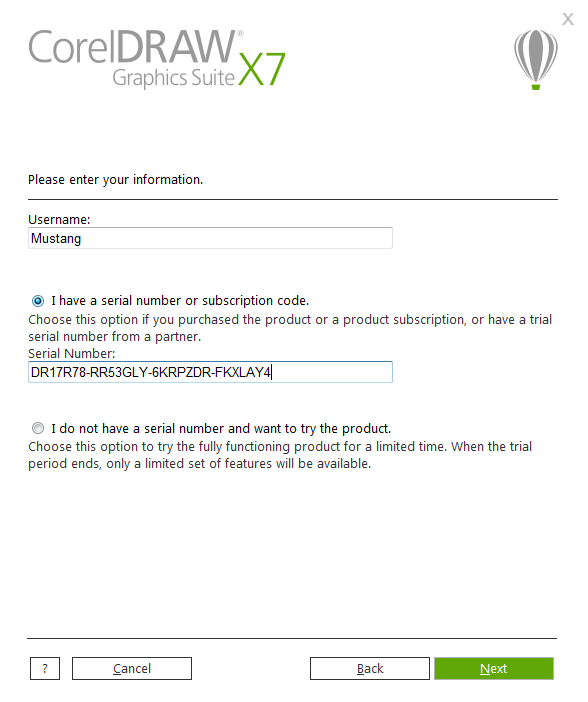 X
CorelDRAW®
Graphics Suite X7
Please enter your information.
Username:
Mustang
I have a serial number or subscription code.
Choose this option if you purchased the product or a product subscription, or have a trial
serial number from a partner.
Serial Number:
DR17R78-RR53GLY-6KRPZDR-FKXLAY4
I do not have a serial number and want to try the product.
Choose this option to try the fully functioning product for a limited time. When the trial
period ends, only a limited set of features will be available.
? Cancel Back Next